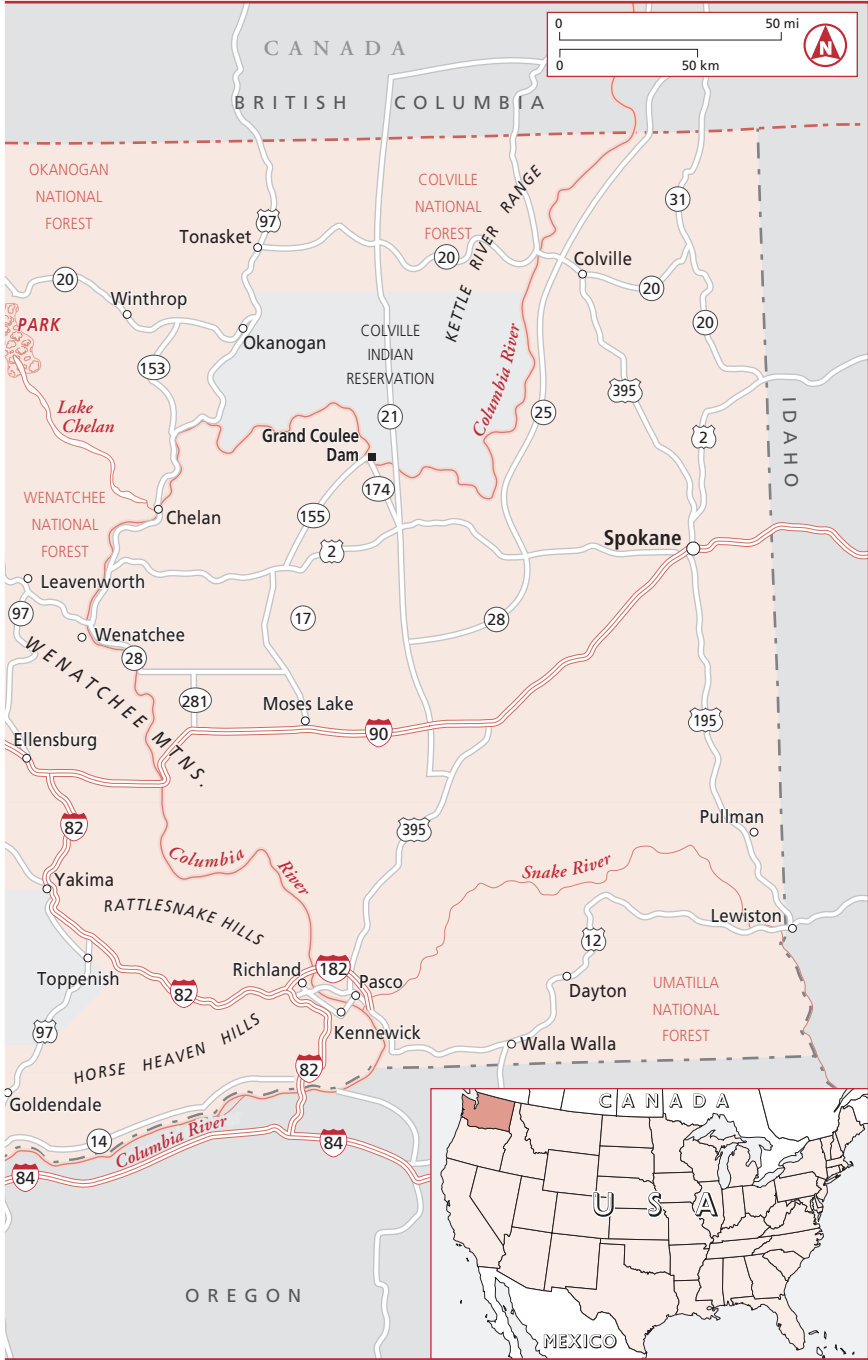 0 50 mi
0 50 km
N
CANADA
BRITISH COLUMBIA
OKANOGAN
NATIONAL
FOREST
COLVILLE
NATIONAL
FOREST
KETTLE RIVER RANGE
31
97
Tonasket
20
Colville
20
20
Winthrop
20
PARK
Okanogan
COLVILLE
INDIAN
RESERVATION
153
Columbia River
395
IDAHO
Lake
Chelan
21
25
2
Grand Coulee
Dam
174
WENATCHEE
NATIONAL
FOREST
Chelan
155
2
Spokane
Leavenworth
97
17
28
Wenatchee
28
WENATCHEE MTNS.
281
Moses Lake
90
195
Ellensburg
82
395
Pullman
Columbia River
Snake River
Yakima
RATTLESNAKE HILLS
Lewiston
12
Toppenish
Richland
182
Pasco
82
Dayton
UMATILLA
NATIONAL
FOREST
97
Kennewick
Walla Walla
HORSE HEAVEN HILLS
82
Goldendale
14
Columbia River
84
84
OREGON
CANADA
USA
MEXICO